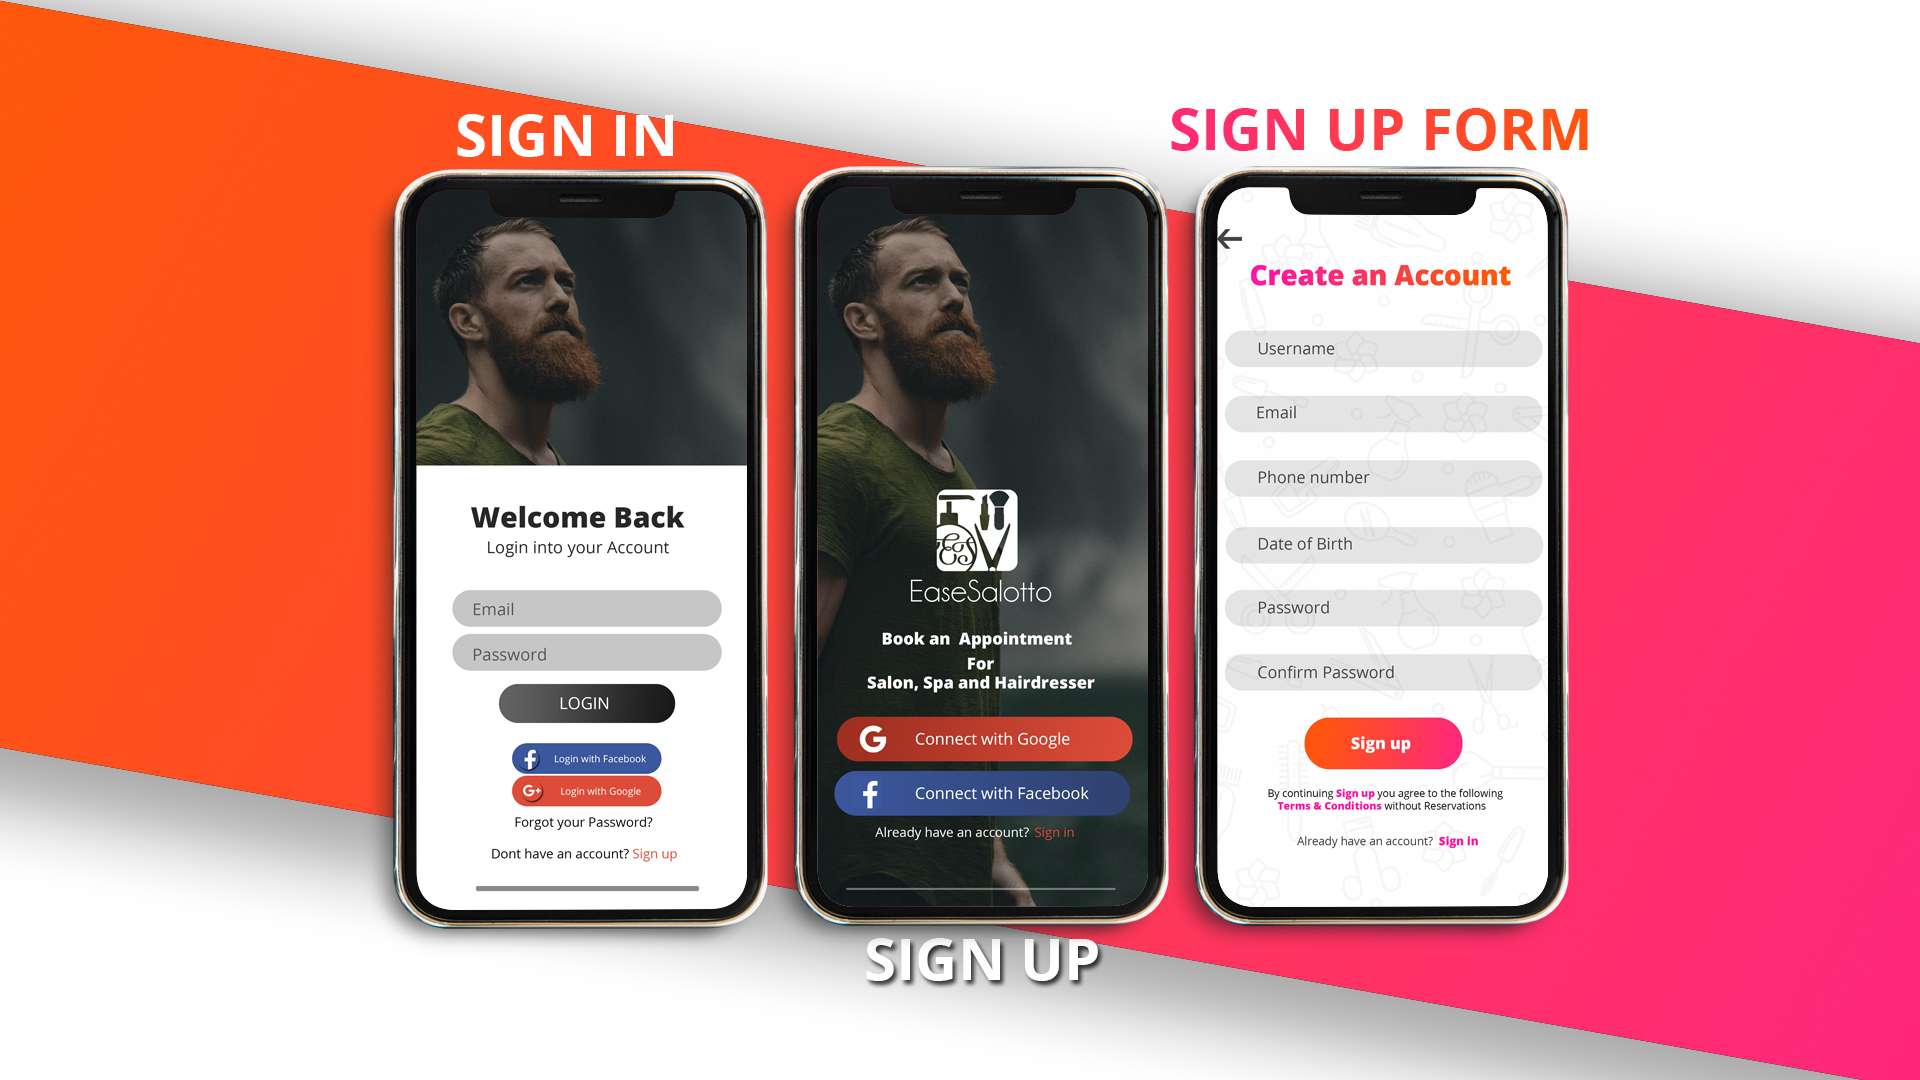 SIGN IN
Welcome Back
Login into your Account
Email
Password
LOGIN
Login with Facebook
G+ Login with Google
Forgot your Password?
Dont have an account? Sign up
ES
EaseSalotto
Book an Appointment
For
Salon, Spa and Hairdresser
G Connect with Google
Connect with Facebook
Already have an account? Sign in
SIGN UP
SIGN UP FORM
Create an Account
Username
Email
Phone number
Date of Birth
Password
Confirm Password
Sign up
By continuing Sign up you agree to the following
Terms & Conditions without Reservations
Already have an account? Sign in